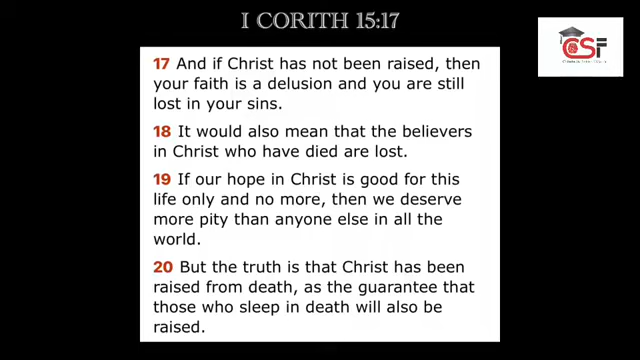 I CORITH 15:17
CSF
17 And if Christ has not been raised, then
your faith is a delusion and you are still
lost in your sins.
18 It would also mean that the believers
in Christ who have died are lost.
19 If our hope in Christ is good for this
life only and no more, then we deserve
more pity than anyone else in all the
world.
20 But the truth is that Christ has been
raised from death, as the guarantee that
those who sleep in death will also be
raised.